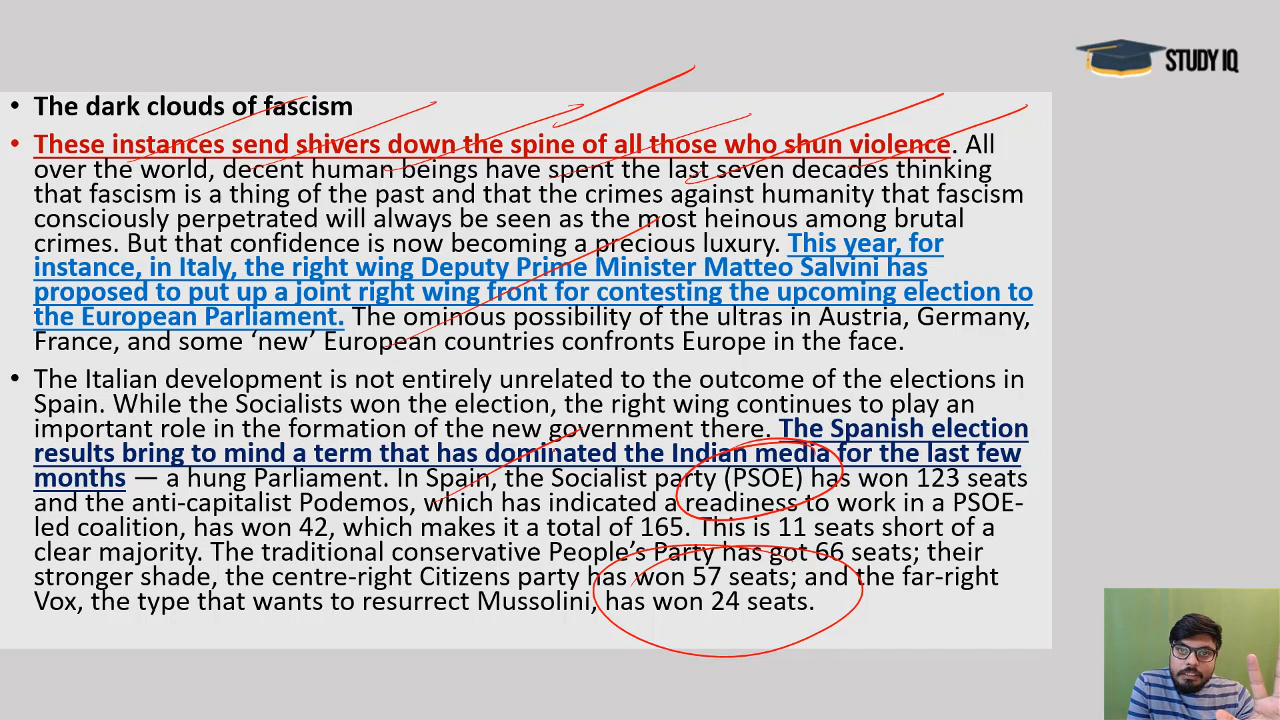 STUDY IQ
• The dark clouds of fascism
• These instances send shivers down the spine of all those who shun violence. All
over the world, decent human beings have spent the last seven decades thinking
that fascism is a thing of the past and that the crimes against humanity that fascism
consciously perpetrated will always be seen as the most heinous among brutal
crimes. But that confidence is now becoming a precious luxury. This year, for
instance, in Italy, the right wing Deputy Prime Minister Matteo Salvini has
proposed to put up a joint right wing front for contesting the upcoming election to
the European Parliament. The ominous possibility of the ultras in Austria, Germany,
France, and some ‘new’ European countries confronts Europe in the face.
• The Italian development is not entirely unrelated to the outcome of the elections in
Spain. While the Socialists won the election, the right wing continues to play an
important role in the formation of the new government there. The Spanish election
results bring to mind a term that has dominated the Indian media for the last few
months — a hung Parliament. In Spain, the Socialist party (PSOE) has won 123 seats
and the anti-capitalist Podemos, which has indicated a readiness to work in a PSOE-
led coalition, has won 42, which makes it a total of 165. This is 11 seats short of a
clear majority. The traditional conservative People’s Party has got 66 seats; their
stronger shade, the centre-right Citizens party has won 57 seats; and the far-right
Vox, the type that wants to resurrect Mussolini, has won 24 seats.